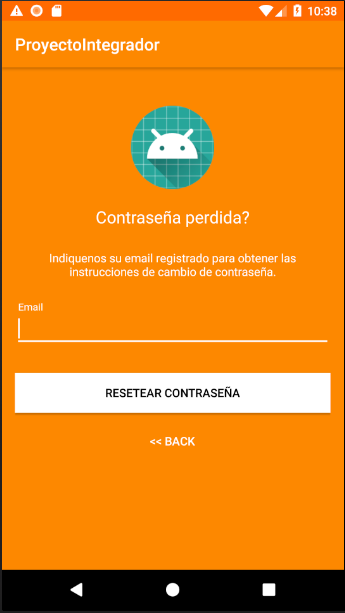 10:38
ProyectoIntegrador
Contraseña perdida?
Indiquenos su email registrado para obtener las
instrucciones de cambio de contraseña.
Email
RESETEAR CONTRASEÑA
<< BACK